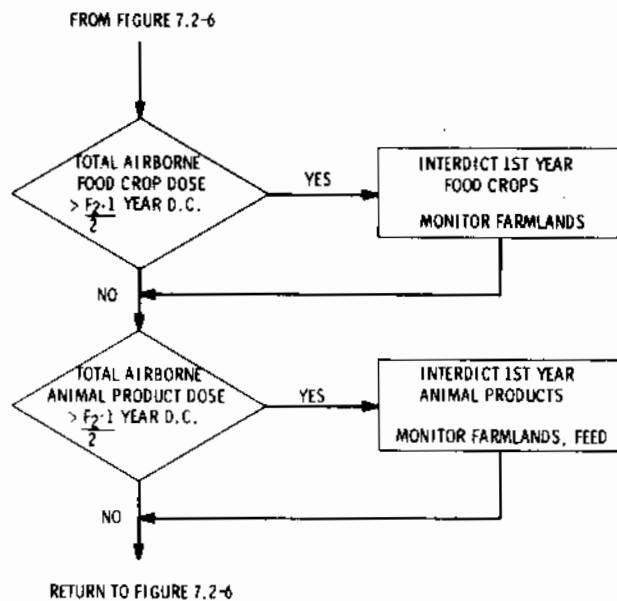 FROM FIGURE 7.2-6
TOTAL AIRBORNE
FOOD CROP DOSE
> F2·1 YEAR D.C.
2
YES
INTERDICT 1ST YEAR
FOOD CROPS
MONITOR FARMLANDS
NO
TOTAL AIRBORNE
ANIMAL PRODUCT DOSE
> F2·1 YEAR D.C.
2
YES
INTERDICT 1ST YEAR
ANIMAL PRODUCTS
MONITOR FARMLANDS, FEED
NO
RETURN TO FIGURE 7.2-6